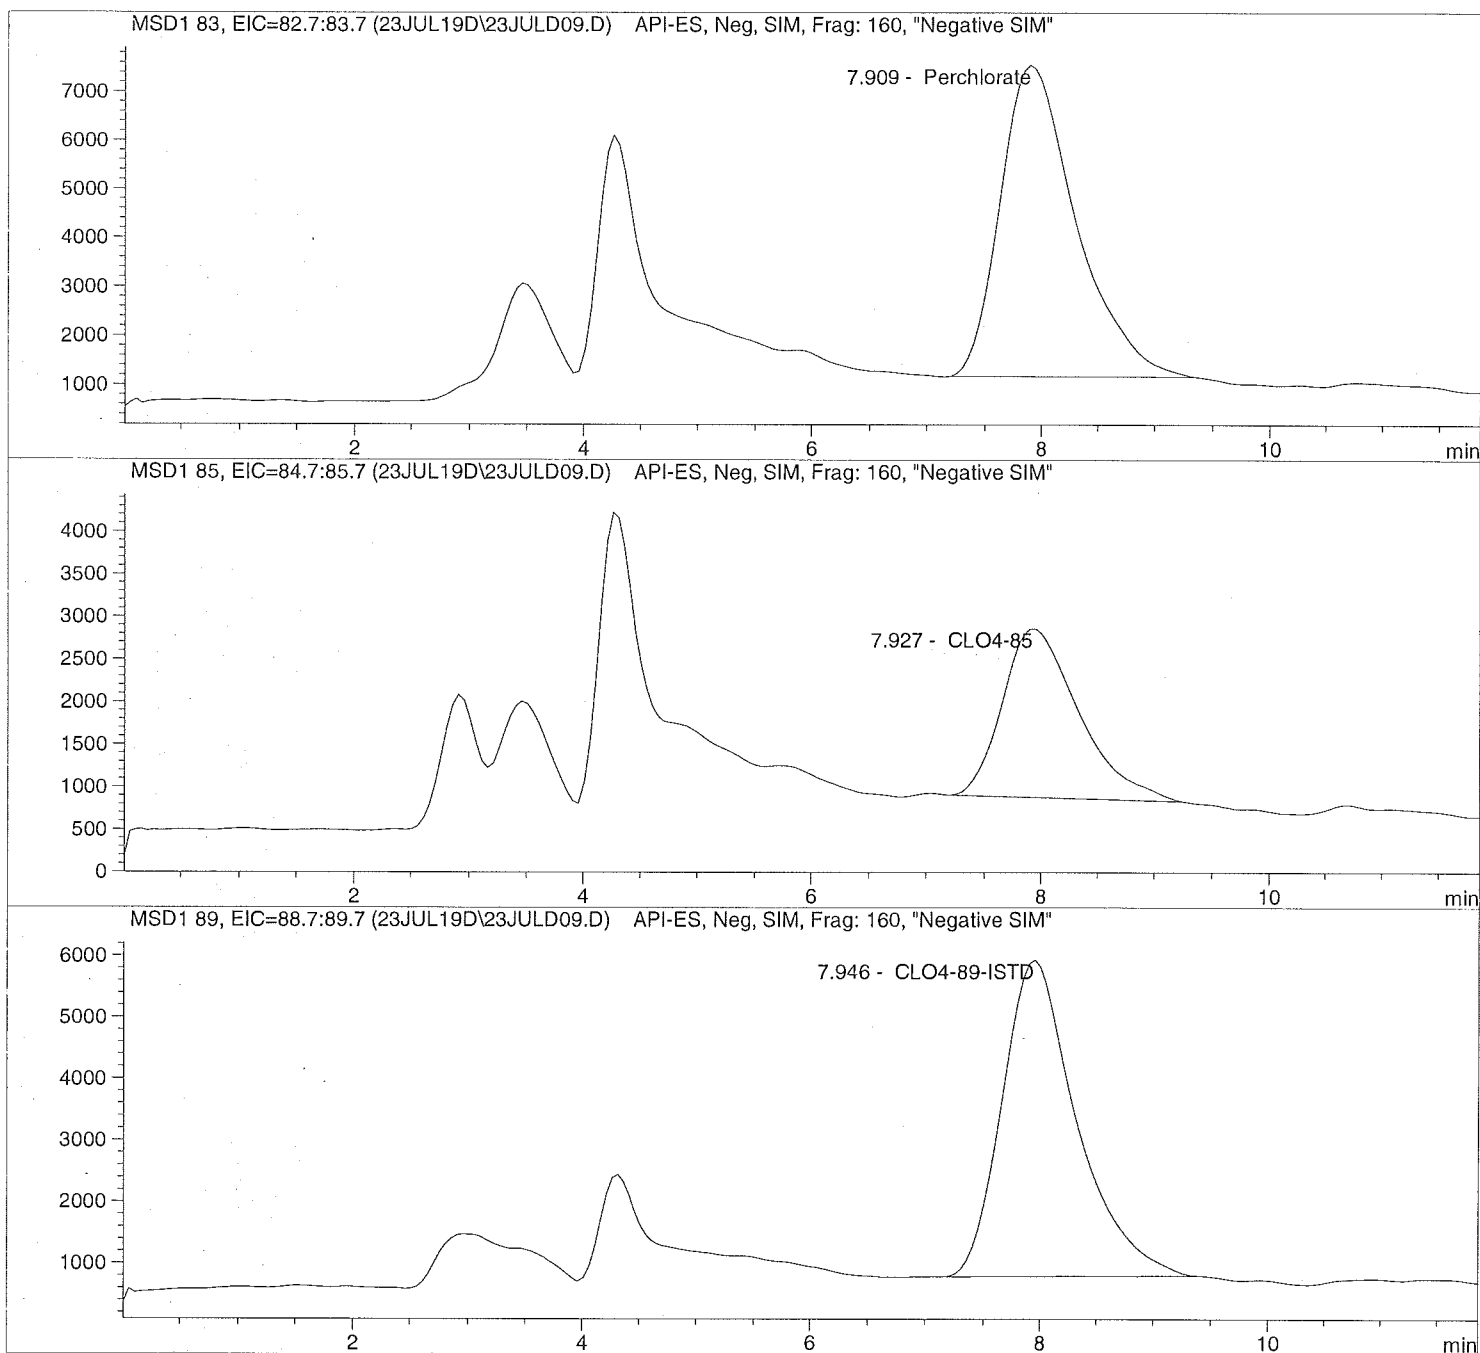 MSD1 83, EIC=82.7:83.7 (23JUL19D\23JULD09.D) API-ES, Neg, SIM, Frag: 160, "Negative SIM"
7.909 - Perchlorate
7000
6000
5000
4000
3000
2000
1000
2 4 6 8 10 min
MSD1 85, EIC=84.7:85.7 (23JUL19D\23JULD09.D) API-ES, Neg, SIM, Frag: 160, "Negative SIM"
4000
3500
3000
7.927 - CLO4-85
2500
2000
1500
1000
500
0
2 4 6 8 10 min
MSD1 89, EIC=88.7:89.7 (23JUL19D\23JULD09.D) API-ES, Neg, SIM, Frag: 160, "Negative SIM"
6000
7.946 - CLO4-89-ISTD
5000
4000
3000
2000
1000
2 4 6 8 10 min